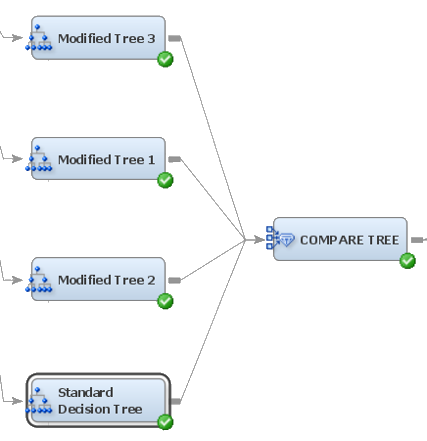 Modified Tree 3
Modified Tree 1
COMPARE TREE
Modified Tree 2
Standard
Decision Tree